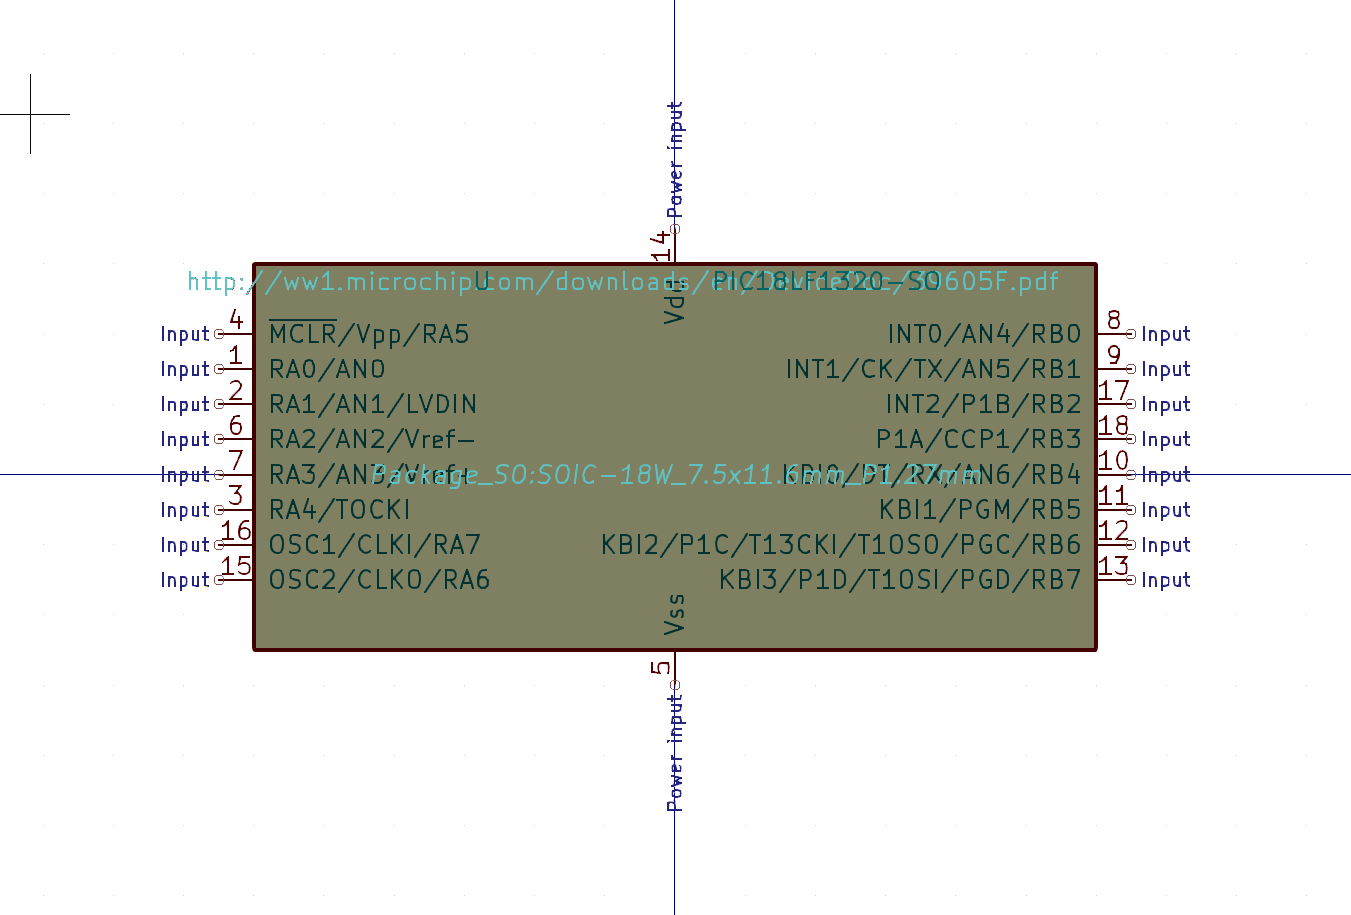 Power input
14
http://ww1.microchip.com/downloads/en/DeviceDoc/39605F.pdf
U
PIC18LF1320-SO
Vdd
Input 4 MCLR/Vpp/RA5 INT0/AN4/RB0 8 Input
Input 1 RA0/AN0 INT1/CK/TX/AN5/RB1 9 Input
Input 2 RA1/AN1/LVDIN INT2/P1B/RB2 17 Input
Input 6 RA2/AN2/Vref- P1A/CCP1/RB3 18 Input
Input 7 RA3/AN3/Vref+ KBI0/DT/RX/AN6/RB4 10 Input
Package_SO:SOIC-18W_7.5x11.6mm_P1.27mm
Input 3 RA4/TOCKI KBI1/PGM/RB5 11 Input
Input 16 OSC1/CLKI/RA7 KBI2/P1C/T13CKI/T1OSO/PGC/RB6 12 Input
Input 15 OSC2/CLKO/RA6 KBI3/P1D/T1OSI/PGD/RB7 13 Input
Vss
5
Power input